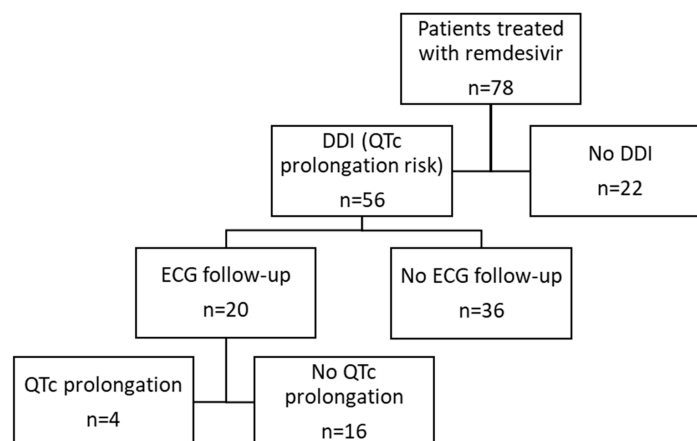 Patients treated
with remdesivir
n=78
DDI (QTc
prolongation risk)
n=56
No DDI
n=22
ECG follow-up
n=20
No ECG follow-up
n=36
QTc prolongation
n=4
No QTc
prolongation
n=16